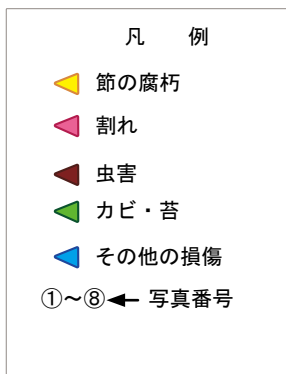 凡　例
節の腐朽
割れ
虫害
カビ・苔
その他の損傷
①～⑧ 写真番号